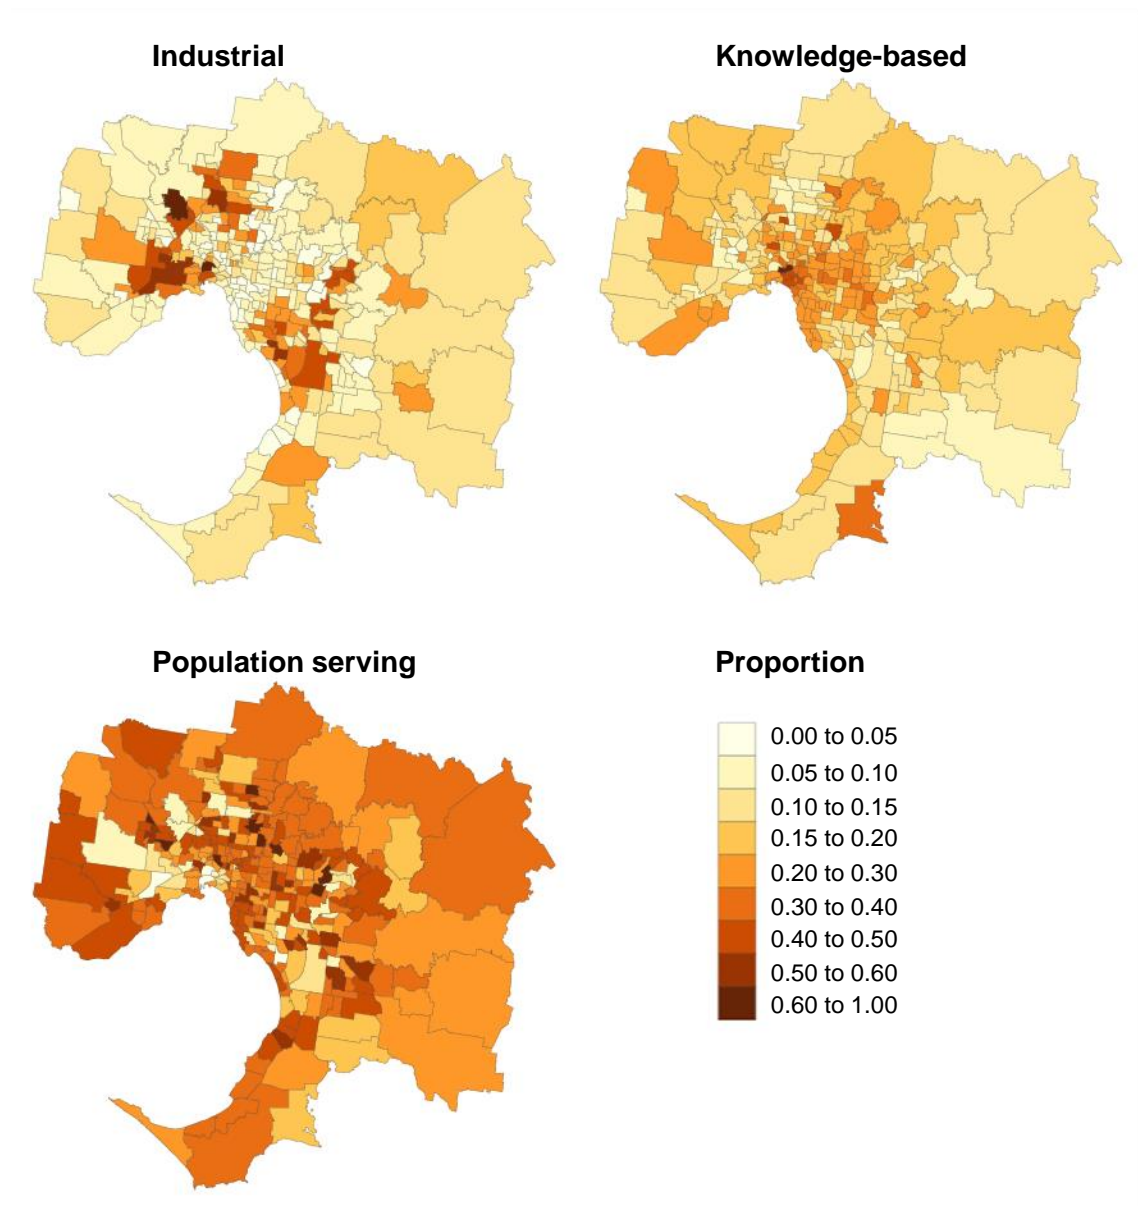 Industrial
Knowledge-based
Population serving
Proportion
0.00 to 0.05
0.05 to 0.10
0.10 to 0.15
0.15 to 0.20
0.20 to 0.30
0.30 to 0.40
0.40 to 0.50
0.50 to 0.60
0.60 to 1.00